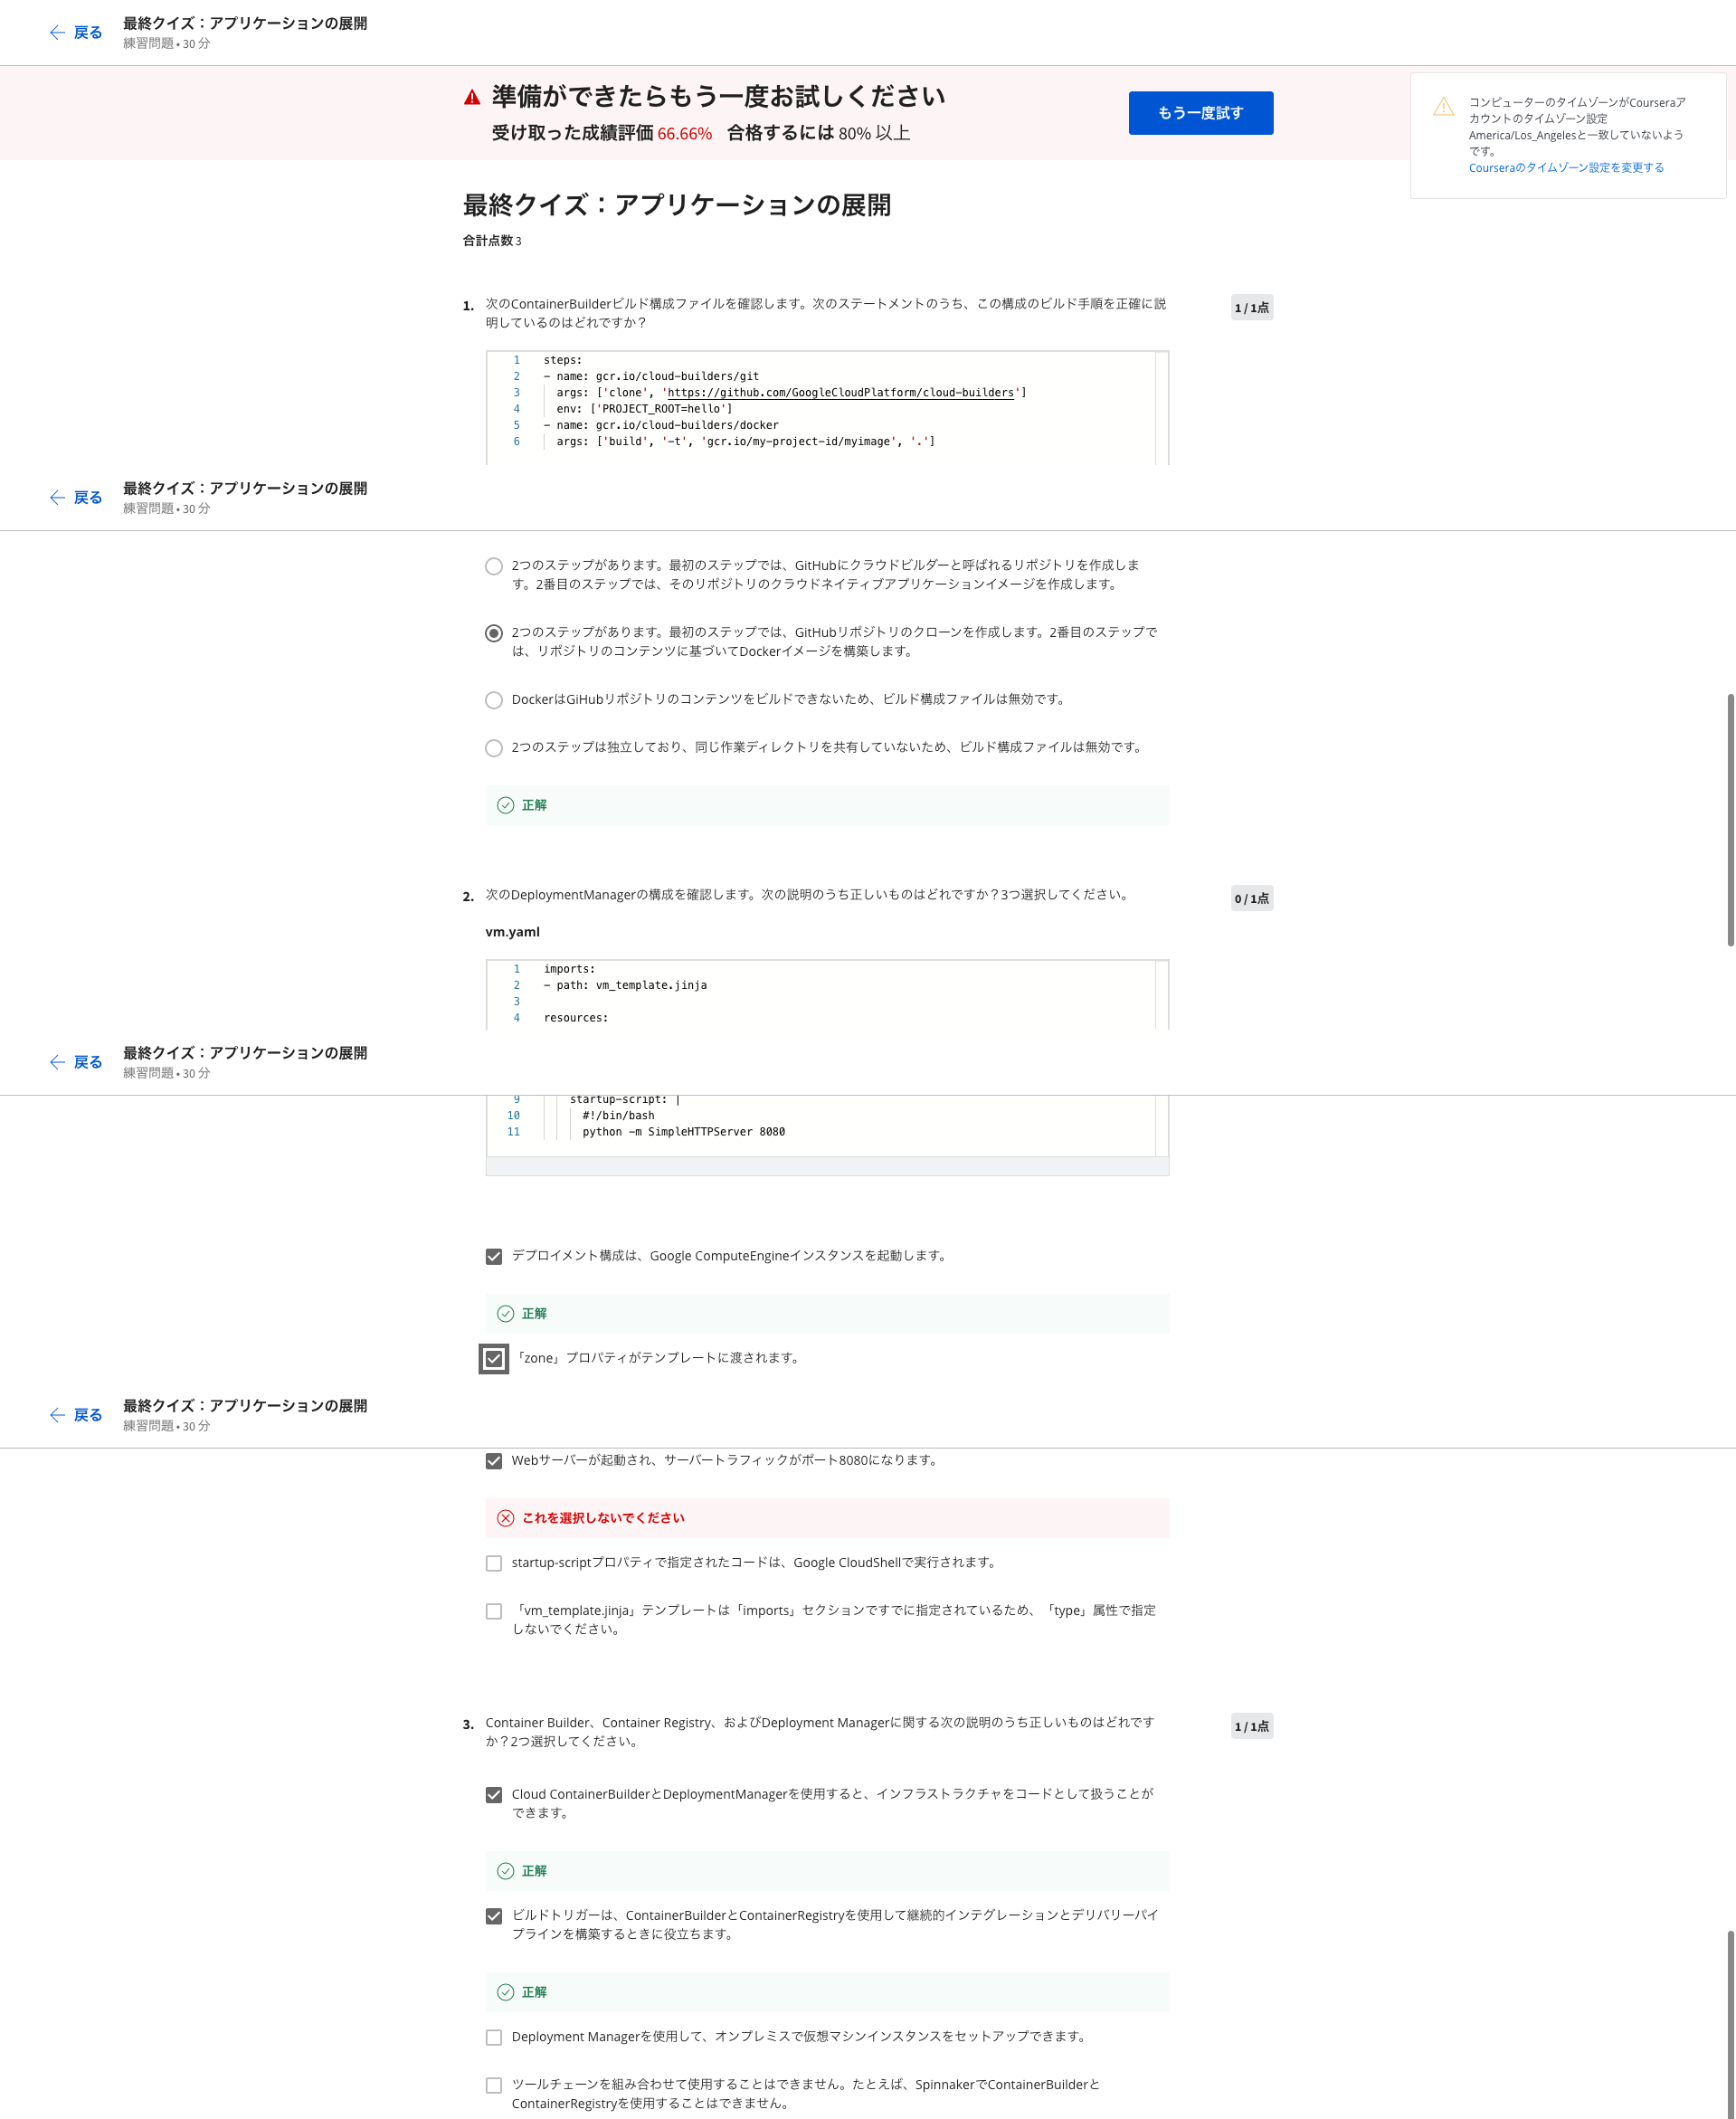 戻る
最終クイズ：アプリケーションの展開
練習問題 • 30 分
準備ができたらもう一度お試しください
受け取った成績評価 66.66% 合格するには 80% 以上
もう一度試す
コンピューターのタイムゾーンがCourseraア
カウントのタイムゾーン設定
America/Los_Angelesと一致していないよう
です。
Courseraのタイムゾーン設定を変更する
最終クイズ：アプリケーションの展開
合計点数 3
1. 次のContainerBuilderビルド構成ファイルを確認します。次のステートメントのうち、この構成のビルド手順を正確に説
明しているのはどれですか？
1 / 1点
1 steps:
2 - name: gcr.io/cloud-builders/git
3 args: ['clone', 'https://github.com/GoogleCloudPlatform/cloud-builders']
4 env: ['PROJECT_ROOT=hello']
5 - name: gcr.io/cloud-builders/docker
6 args: ['build', '-t', 'gcr.io/my-project-id/myimage', '.']
戻る
最終クイズ：アプリケーションの展開
練習問題 • 30 分
2つのステップがあります。最初のステップでは、GitHubにクラウドビルダーと呼ばれるリポジトリを作成しま
す。2番目のステップでは、そのリポジトリのクラウドネイティブアプリケーションイメージを作成します。
2つのステップがあります。最初のステップでは、GitHubリポジトリのクローンを作成します。2番目のステップで
は、リポジトリのコンテンツに基づいてDockerイメージを構築します。
DockerはGiHubリポジトリのコンテンツをビルドできないため、ビルド構成ファイルは無効です。
2つのステップは独立しており、同じ作業ディレクトリを共有していないため、ビルド構成ファイルは無効です。
正解
2. 次のDeploymentManagerの構成を確認します。次の説明のうち正しいものはどれですか？3つ選択してください。
0 / 1点
vm.yaml
1 imports:
2 - path: vm_template.jinja
3
4 resources:
戻る
最終クイズ：アプリケーションの展開
練習問題 • 30 分
9 startup-script: |
10 #!/bin/bash
11 python -m SimpleHTTPServer 8080
デプロイメント構成は、Google ComputeEngineインスタンスを起動します。
正解
「zone」プロパティがテンプレートに渡されます。
戻る
最終クイズ：アプリケーションの展開
練習問題 • 30 分
Webサーバーが起動され、サーバートラフィックがポート8080になります。
これを選択しないでください
startup-scriptプロパティで指定されたコードは、Google CloudShellで実行されます。
「vm_template.jinja」テンプレートは「imports」セクションですでに指定されているため、「type」属性で指定
しないでください。
3. Container Builder、Container Registry、およびDeployment Managerに関する次の説明のうち正しいものはどれです
か？2つ選択してください。
1 / 1点
Cloud ContainerBuilderとDeploymentManagerを使用すると、インフラストラクチャをコードとして扱うことが
できます。
正解
ビルドトリガーは、ContainerBuilderとContainerRegistryを使用して継続的インテグレーションとデリバリーパイ
プラインを構築するときに役立ちます。
正解
Deployment Managerを使用して、オンプレミスで仮想マシンインスタンスをセットアップできます。
ツールチェーンを組み合わせて使用することはできません。たとえば、SpinnakerでContainerBuilderと
ContainerRegistryを使用することはできません。